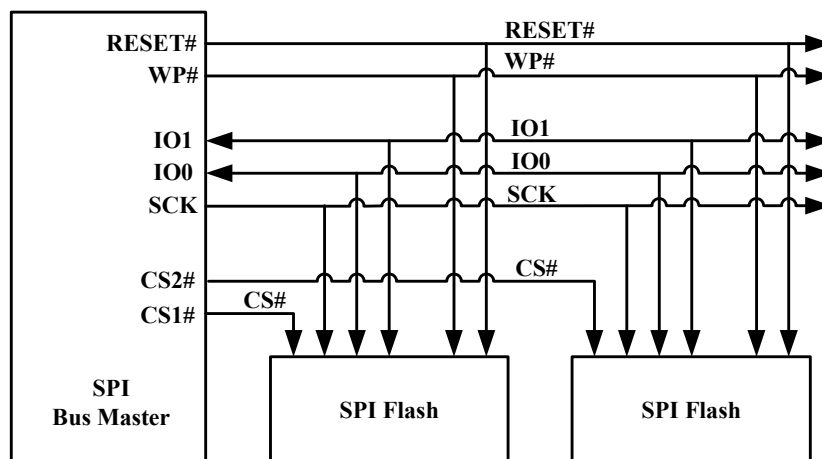 RESET# RESET#
WP# WP#
IO1 IO1
IO0 IO0
SCK SCK
CS2# CS#
CS1# CS#
SPI
Bus Master
SPI Flash SPI Flash